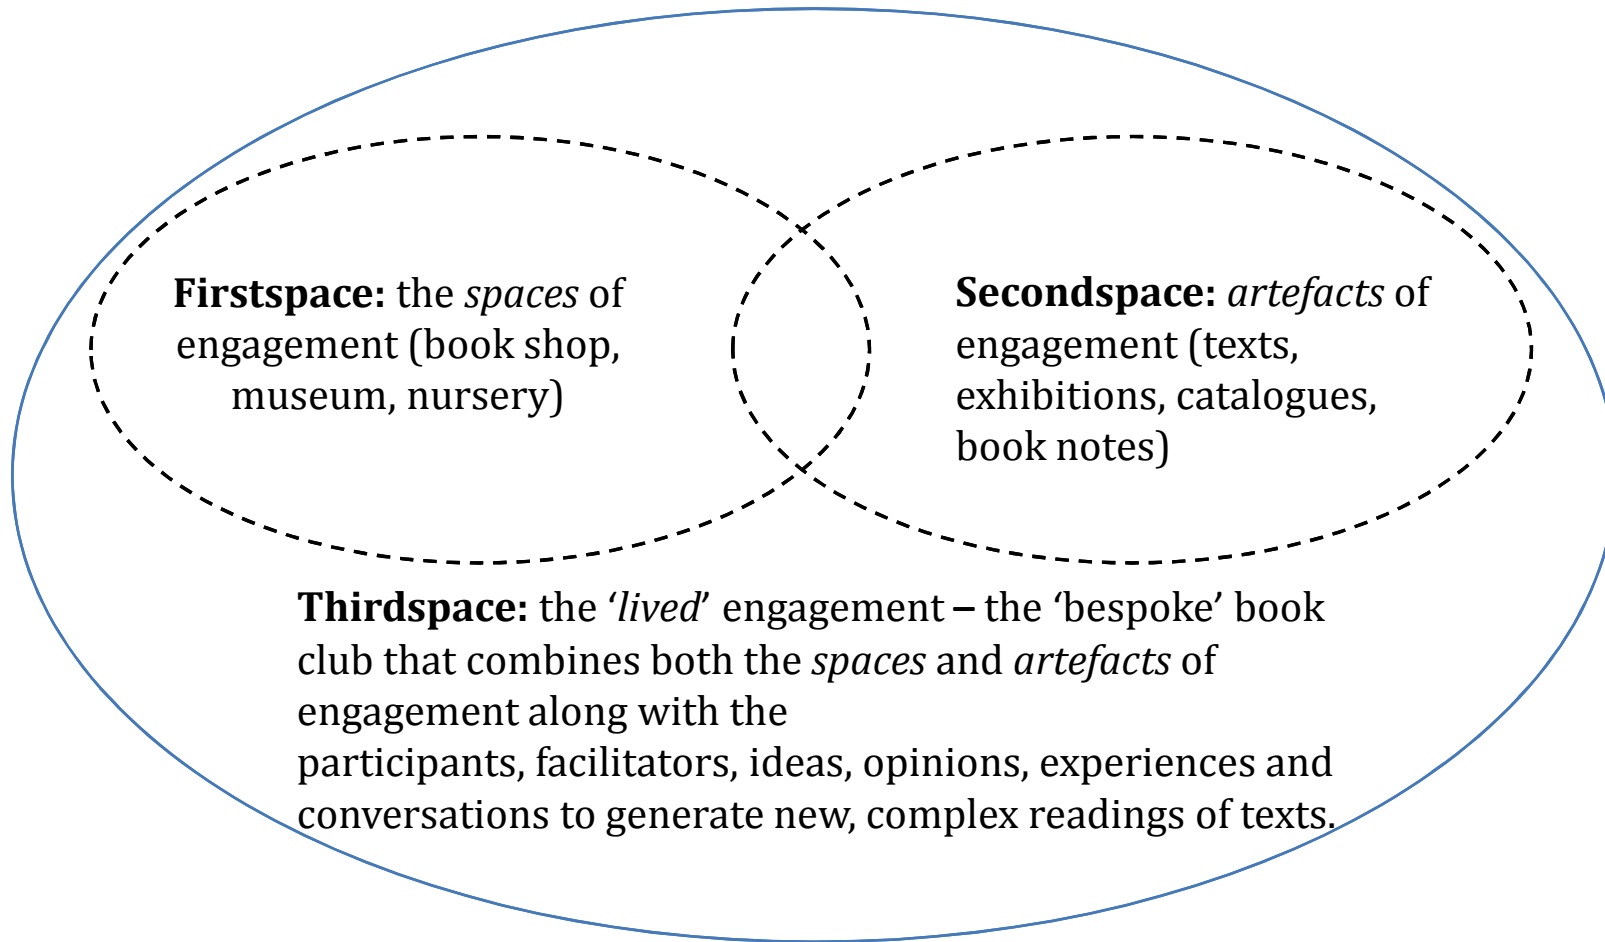 Firstspace: the spaces of
engagement (book shop,
museum, nursery)
Secondspace: artefacts of
engagement (texts,
exhibitions, catalogues,
book notes)
Thirdspace: the ‘lived’ engagement – the ‘bespoke’ book
club that combines both the spaces and artefacts of
engagement along with the
participants, facilitators, ideas, opinions, experiences and
conversations to generate new, complex readings of texts.